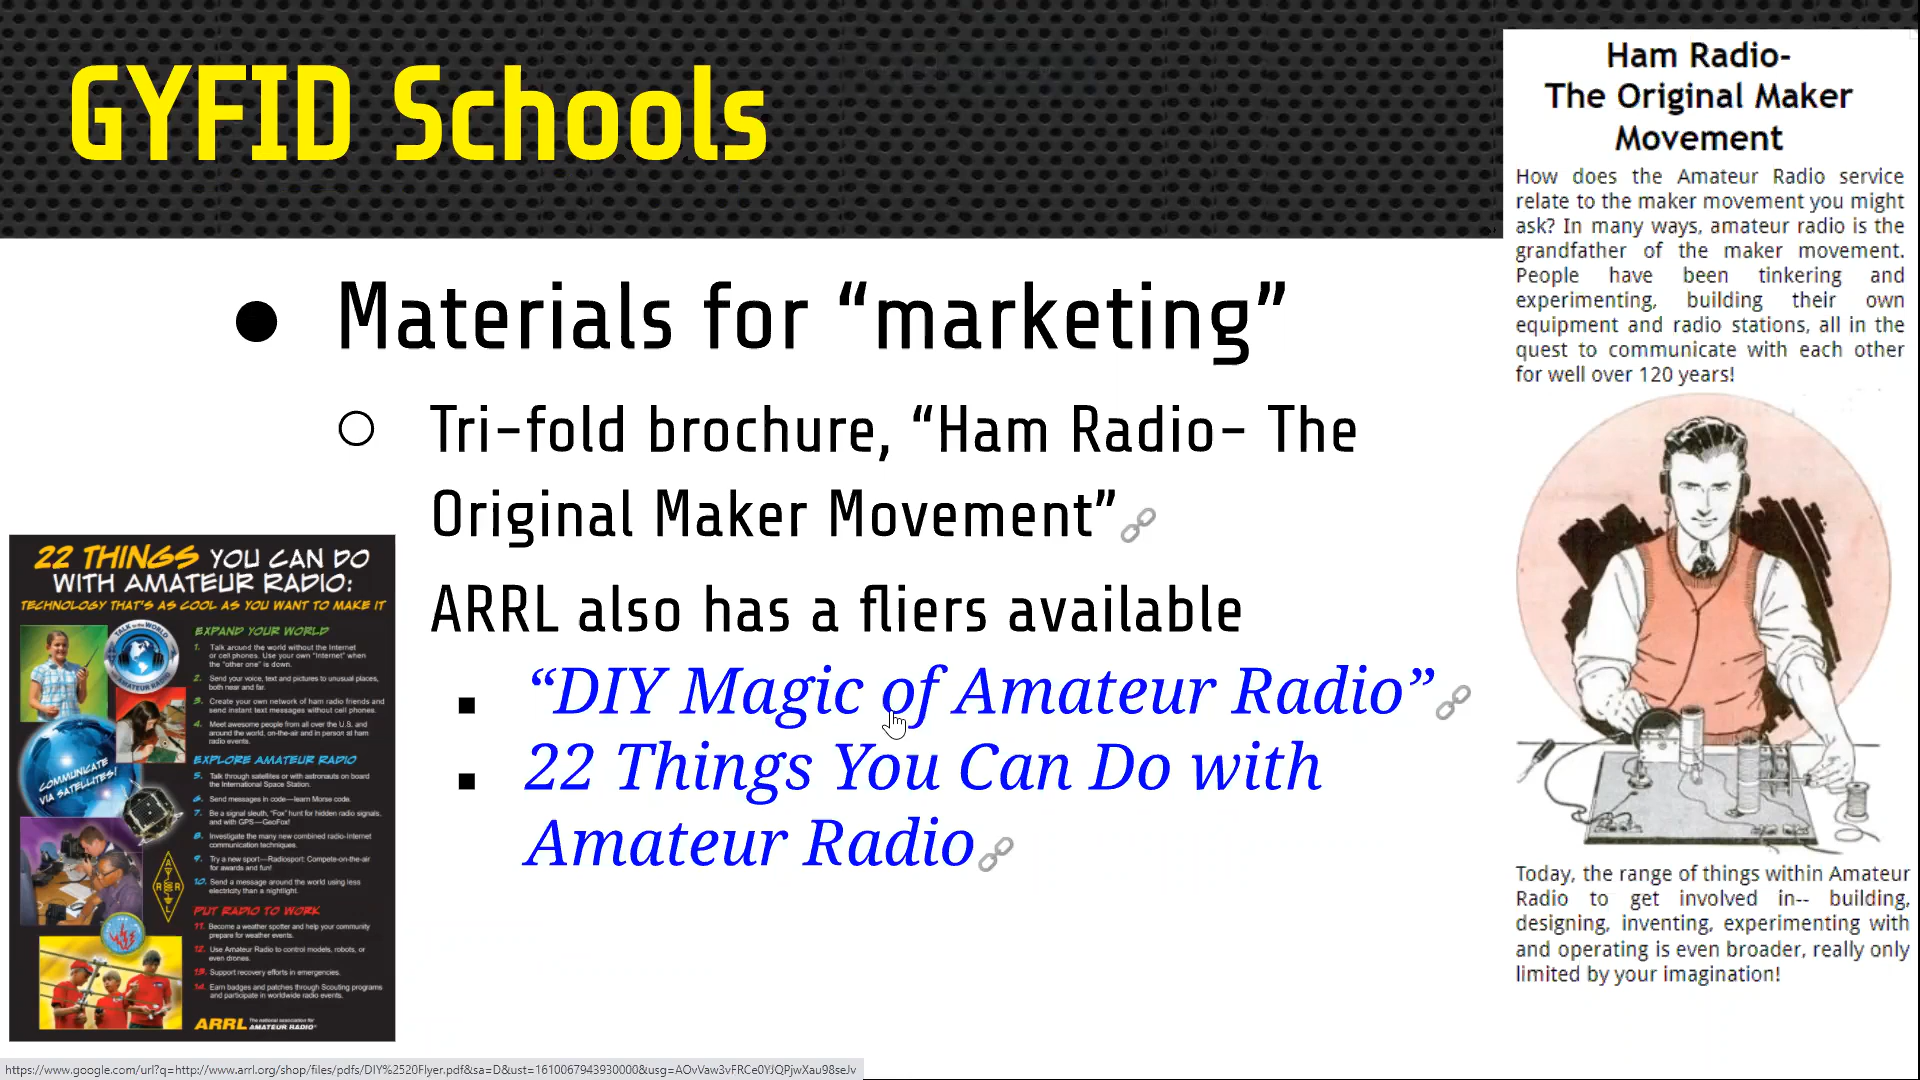 GYFID Schools
● Materials for “marketing”
○ Tri-fold brochure, “Ham Radio- The
Original Maker Movement”
ARRL also has a fliers available
▪ “DIY Magic of Amateur Radio”
▪ 22 Things You Can Do with
Amateur Radio
22 THINGS YOU CAN DO
WITH AMATEUR RADIO:
TECHNOLOGY THAT'S AS COOL AS YOU WANT TO MAKE IT
TALK to the WORLD
AMATEUR RADIO
COMMUNICATE
VIA SATELLITES!
EXPAND YOUR WORLD
1. Talk around the world without the Internet
or cell phones. Use your own "Internet" when
the "other one" is down.
2. Send your voice, text and pictures to unusual places,
both near and far.
3. Create your own network of ham radio friends and
send instant text messages without cell phones.
4. Meet awesome people from all over the U.S. and
around the world, on-the-air and in person at ham
radio events.
EXPLORE AMATEUR RADIO
5. Talk through satellites or with astronauts on board
the International Space Station.
6. Send messages in code—learn Morse code.
7. Be a signal sleuth, "Fox" hunt for hidden radio signals,
and with GPS—GeoFox!
8. Investigate the many new combined radio-Internet
communication techniques.
9. Try a new sport—Radiosport: Compete-on-the-air
for awards and fun!
10. Send a message around the world using less
electricity than a nightlight.
PUT RADIO TO WORK
11. Become a weather spotter and help your community
prepare for weather events.
12. Use Amateur Radio to control models, robots, or
even drones.
13. Support recovery efforts in emergencies.
14. Earn badges and patches through Scouting programs
and participate in worldwide radio events.
ARRL The national association for
AMATEUR RADIO®
Ham Radio-
The Original Maker
Movement
How does the Amateur Radio service
relate to the maker movement you might
ask? In many ways, amateur radio is the
grandfather of the maker movement.
People have been tinkering and
experimenting, building their own
equipment and radio stations, all in the
quest to communicate with each other
for well over 120 years!
Today, the range of things within Amateur
Radio to get involved in-- building,
designing, inventing, experimenting with
and operating is even broader, really only
limited by your imagination!
https://www.google.com/url?q=http://www.arrl.org/shop/files/pdfs/DIY%2520Flyer.pdf&sa=D&ust=1610067943930000&usg=AOvVaw3vFRCe0YJQPjwXau98seJv